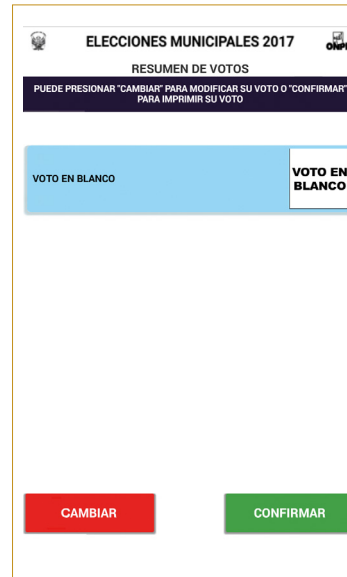 ELECCIONES MUNICIPALES 2017
RESUMEN DE VOTOS
PUEDE PRESIONAR "CAMBIAR" PARA MODIFICAR SU VOTO O "CONFIRMAR"
PARA IMPRIMIR SU VOTO
VOTO EN BLANCO
VOTO EN
BLANCO
CAMBIAR
CONFIRMAR